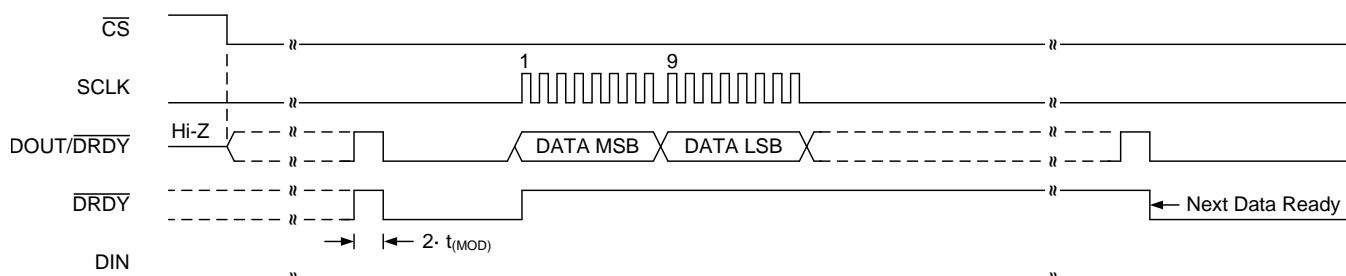 CS
1 9
SCLK
Hi-Z
DOUT/DRDY DATA MSB DATA LSB
DRDY Next Data Ready
2· t(MOD)
DIN